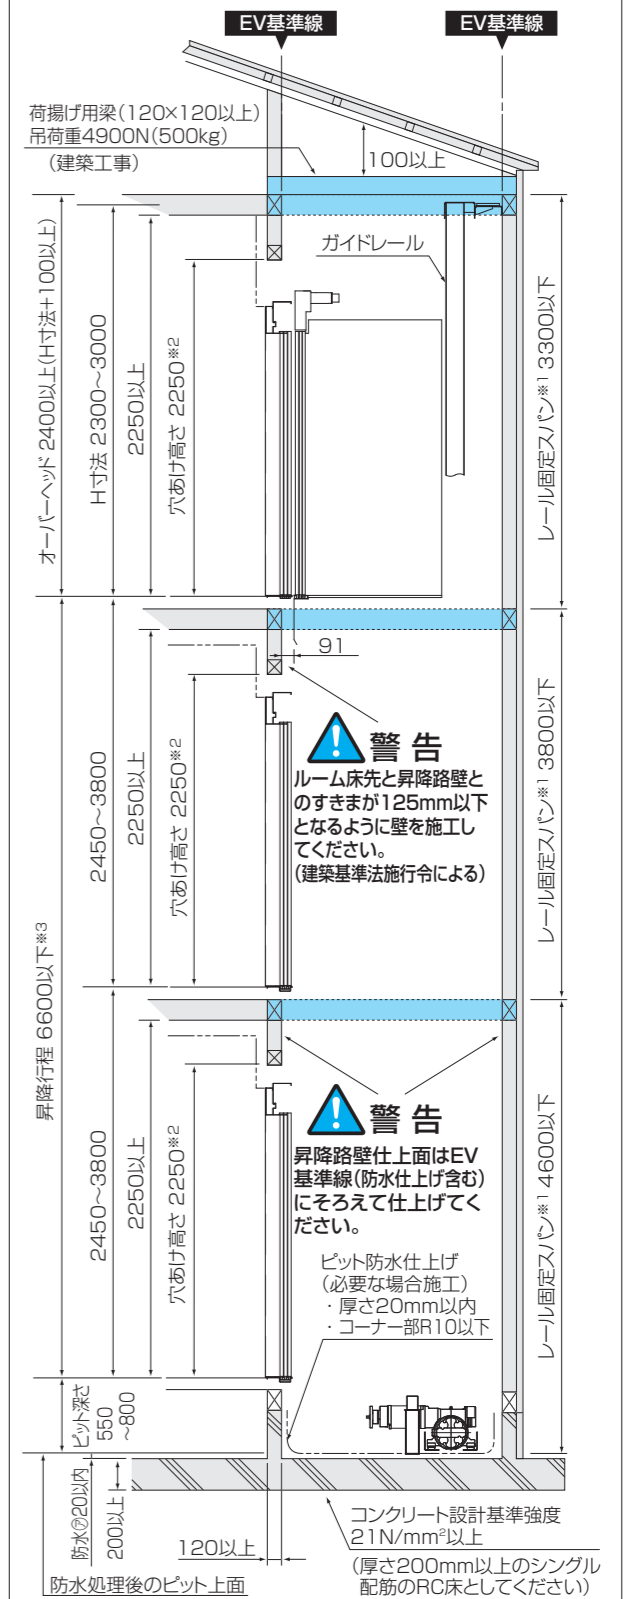 EV基準線
EV基準線
荷揚げ用梁(120×120以上)
吊荷重4900N(500kg)
(建築工事)
100以上
ガイドレール
オーバーヘッド 2400以上(H寸法+100以上)
H寸法 2300～3000
2250以上
穴あけ高さ 2250※2
レール固定スパン※1 3300以下
91
警告
ルーム床先と昇降路壁と
のすきまが125mm以下
となるように壁を施工し
てください。
(建築基準法施行令による)
昇降行程 6600以下※3
2450～3800
2250以上
穴あけ高さ 2250※2
レール固定スパン※1 3800以下
警告
昇降路壁仕上面はEV
基準線(防水仕上げ含む)
にそろえて仕上げてく
ださい。
2450～3800
2250以上
穴あけ高さ 2250※2
レール固定スパン※1 4600以下
ピット防水仕上げ
(必要な場合施工)
・厚さ20mm以内
・コーナー部R10以下
ピット深さ
550
～800
防水㋐20以内
200以上
120以上
防水処理後のピット上面
コンクリート設計基準強度
21N/mm²以上
(厚さ200mm以上のシングル
配筋のRC床としてください)